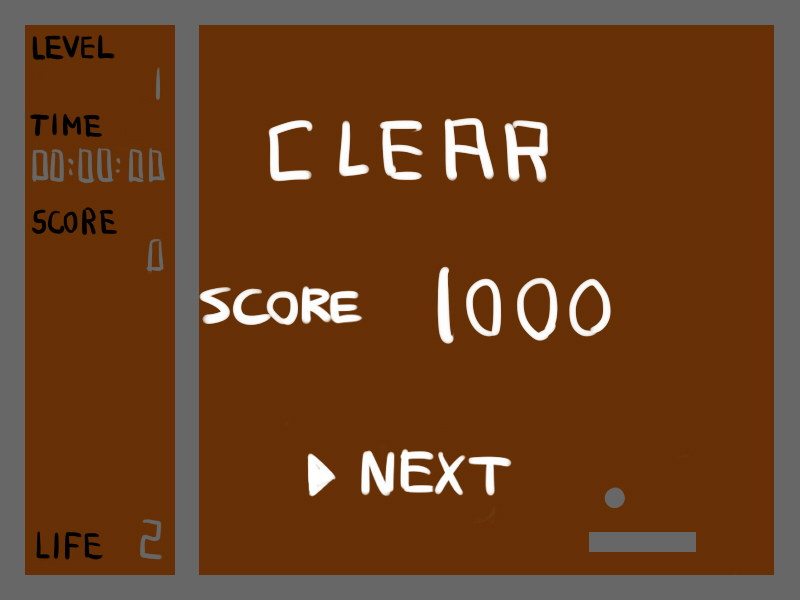 LEVEL
1
TIME
00:00:00
SCORE
0
LIFE 2
CLEAR
SCORE 1000
▶ NEXT